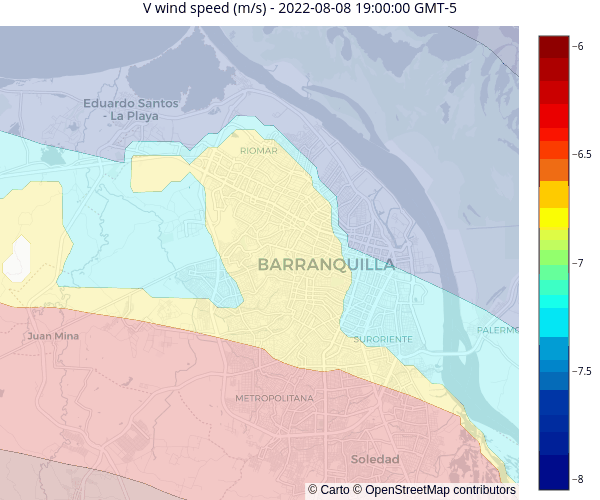 V wind speed (m/s) - 2022-08-08 19:00:00 GMT-5
−6
Eduardo Santos
- La Playa
RIOMAR
−6.5
BARRANQUILLA
−7
Juan Mina
SURORIENTE
PALERMO
−7.5
METROPOLITANA
Soledad
−8
© Carto © OpenStreetMap contributors